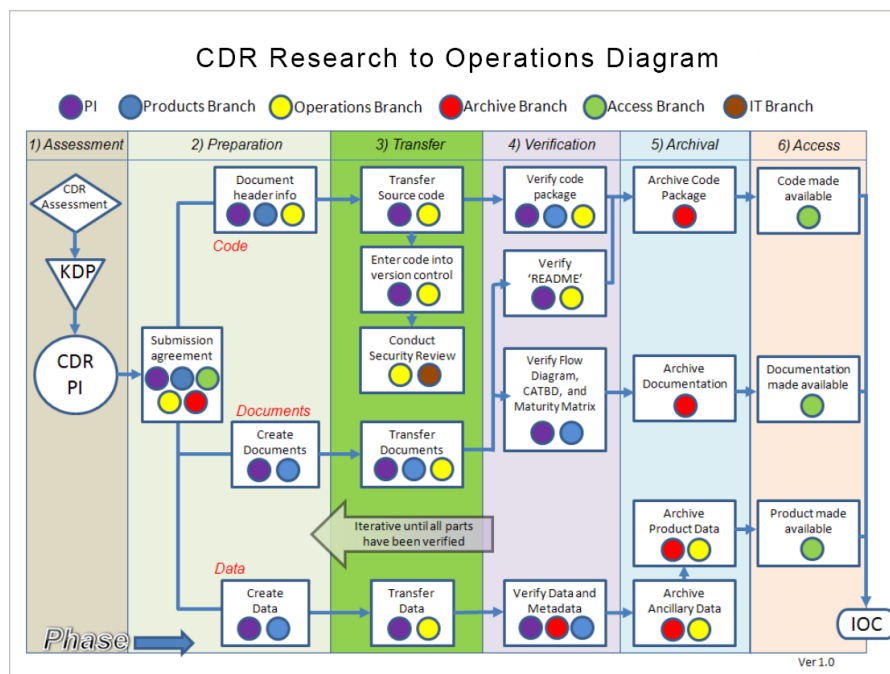 CDR Research to Operations Diagram
PI
Products Branch
Operations Branch
Archive Branch
Access Branch
IT Branch
1) Assessment
2) Preparation
3) Transfer
4) Verification
5) Archival
6) Access
CDR
Assessment
KDP
CDR
PI
Submission
agreement
Document
header info
Code
Documents
Create
Documents
Data
Create
Data
Transfer
Source code
Enter code into
version control
Conduct
Security Review
Transfer
Documents
Iterative until all parts
have been verified
Transfer
Data
Verify code
package
Verify
‘README’
Verify Flow
Diagram,
CATBD, and
Maturity Matrix
Verify Data and
Metadata
Archive Code
Package
Archive
Documentation
Archive
Product Data
Archive
Ancillary Data
Code made
available
Documentation
made available
Product made
available
IOC
Phase
Ver 1.0